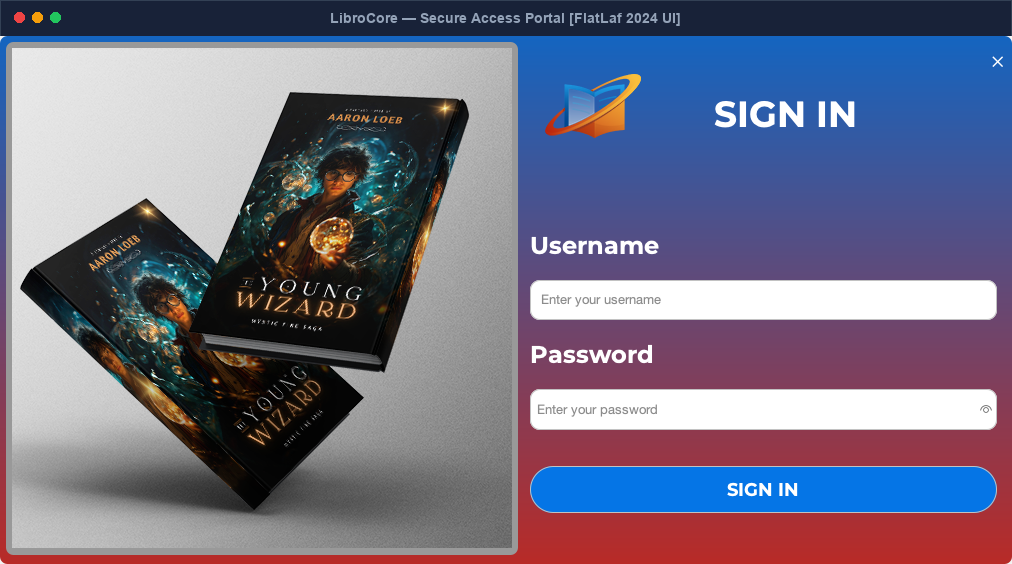 LibroCore — Secure Access Portal [FlatLaf 2024 UI]
AARON LOEB
YOUNG
WIZARD
AARON LOEB
YOUNG
WIZARD
SIGN IN
Username
Enter your username
Password
Enter your password
SIGN IN